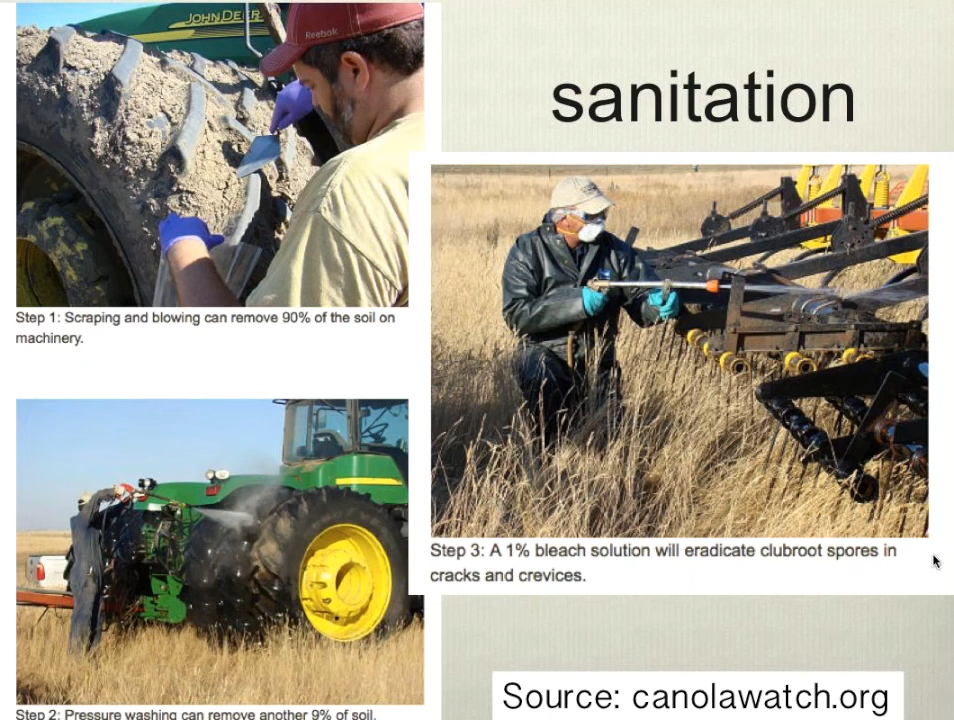 JOHN DEER
Reebok
sanitation
Step 1: Scraping and blowing can remove 90% of the soil on
machinery.
Step 3: A 1% bleach solution will eradicate clubroot spores in
cracks and crevices.
Step 2: Pressure washing can remove another 9% of soil.
Source: canolawatch.org